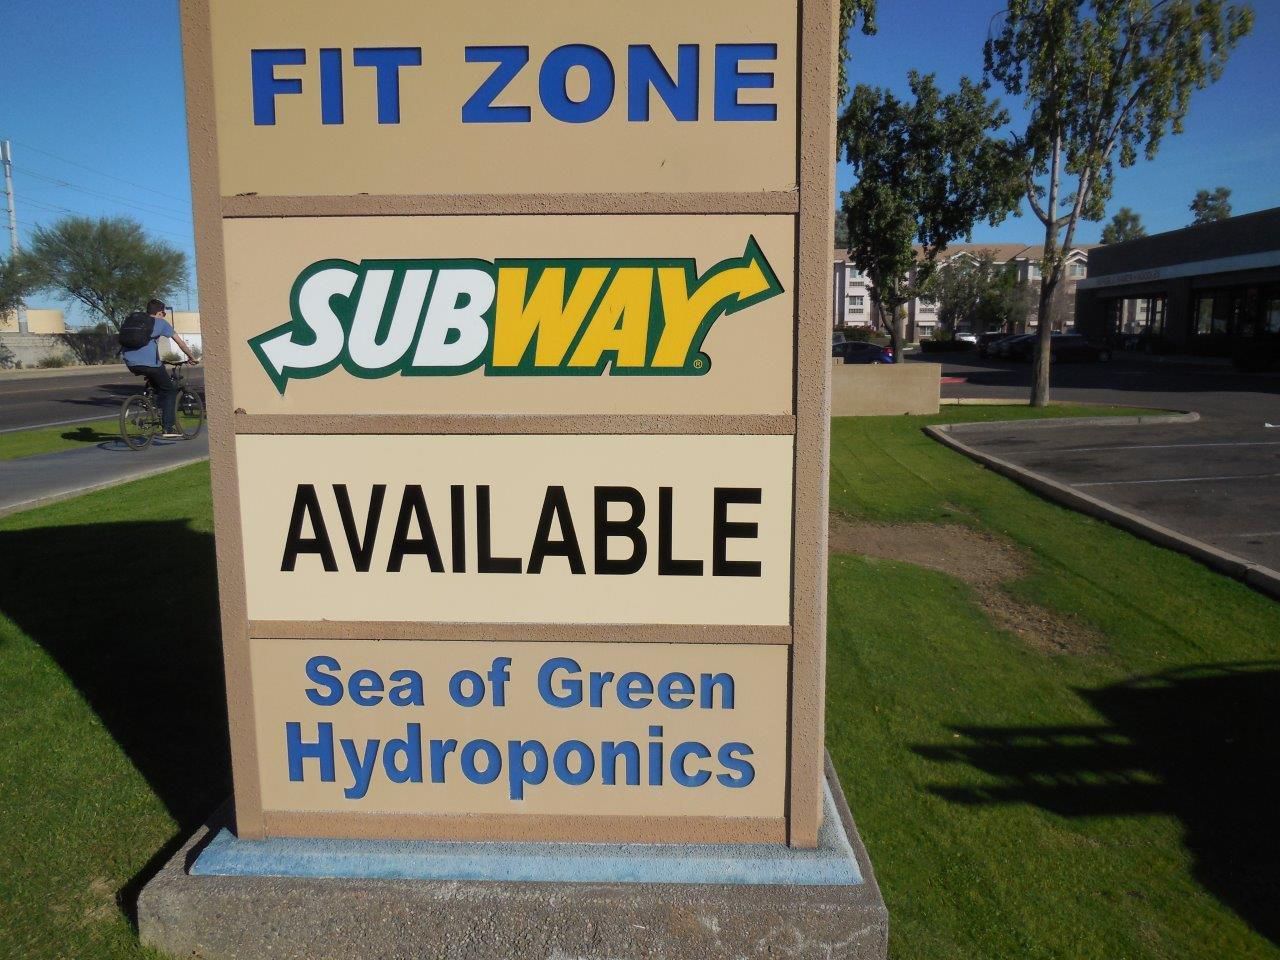 FIT ZONE
SUBWAY®
AVAILABLE
Sea of Green
Hydroponics